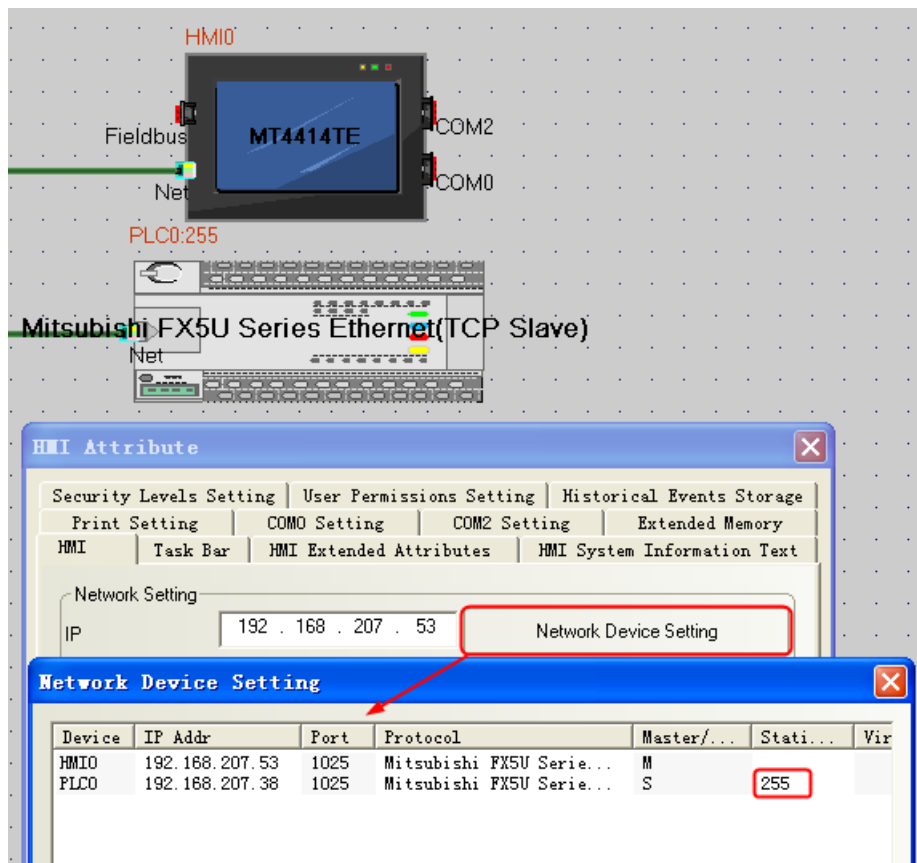 HMI0
Fieldbus
MT4414TE
COM2
COM0
Net
PLC0:255
Mitsubishi FX5U Series Ethernet(TCP Slave)
Net
HMI Attribute
Security Levels Setting User Permissions Setting Historical Events Storage
Print Setting COM0 Setting COM2 Setting Extended Memory
HMI Task Bar HMI Extended Attributes HMI System Information Text
Network Setting
IP 192 . 168 . 207 . 53 Network Device Setting
Network Device Setting
Device IP Addr Port Protocol Master/... Stati... Vir
HMI0 192.168.207.53 1025 Mitsubishi FX5U Serie... M
PLC0 192.168.207.38 1025 Mitsubishi FX5U Serie... S 255